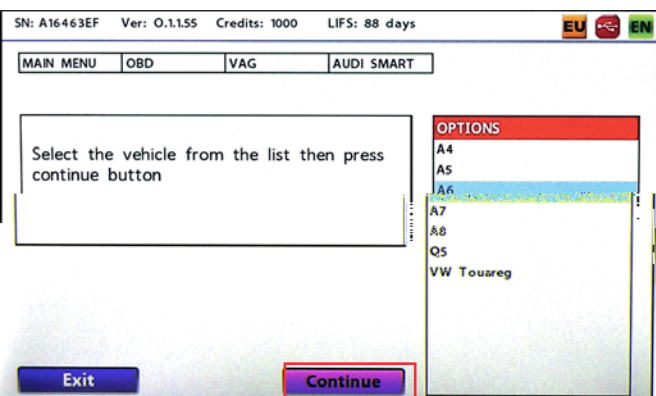 SN: A16463EF Ver: 0.1.1.55 Credits: 1000 LIFS: 88 days EU EN
MAIN MENU OBD VAG AUDI SMART
Select the vehicle from the list then press
continue button
OPTIONS
A4
A5
A6
A7
A8
Q5
VW Touareg
Exit
Continue